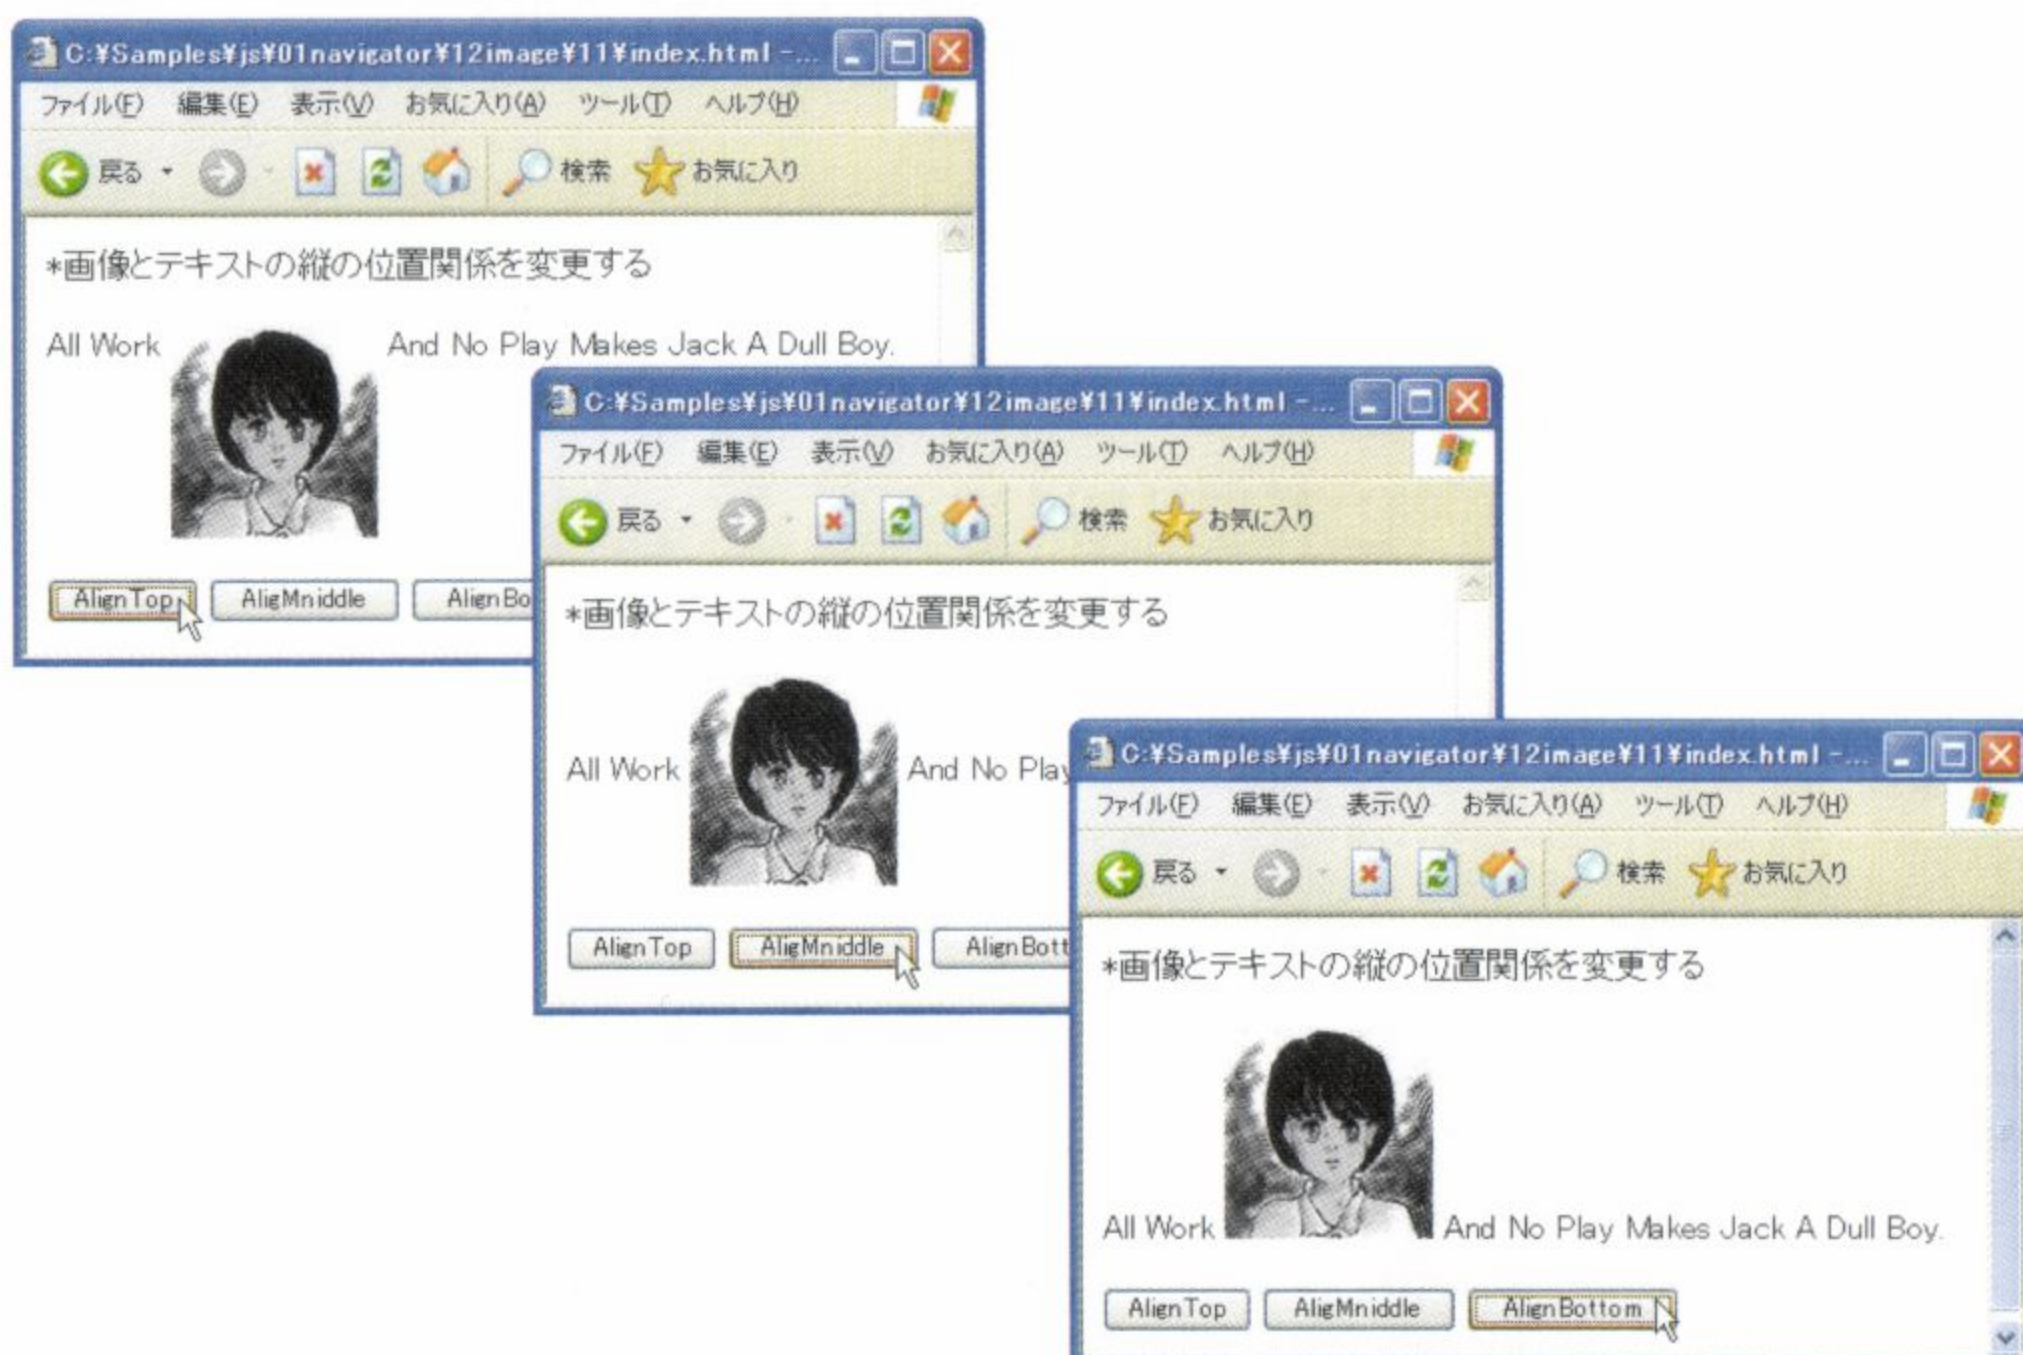 C:¥Samples¥js¥01navigator¥12image¥11¥index.html -...
ファイル(F) 編集(E) 表示(V) お気に入り(A) ツール(T) ヘルプ(H)
戻る 検索 お気に入り
*画像とテキストの縦の位置関係を変更する
All Work And No Play Makes Jack A Dull Boy.
AlignTop AligMniddle AlignBo
C:¥Samples¥js¥01navigator¥12image¥11¥index.html -...
ファイル(F) 編集(E) 表示(V) お気に入り(A) ツール(T) ヘルプ(H)
戻る 検索 お気に入り
*画像とテキストの縦の位置関係を変更する
All Work And No Play
AlignTop AligMniddle AlignBott
C:¥Samples¥js¥01navigator¥12image¥11¥index.html -...
ファイル(F) 編集(E) 表示(V) お気に入り(A) ツール(T) ヘルプ(H)
戻る 検索 お気に入り
*画像とテキストの縦の位置関係を変更する
All Work And No Play Makes Jack A Dull Boy.
AlignTop AligMniddle AlignBottom